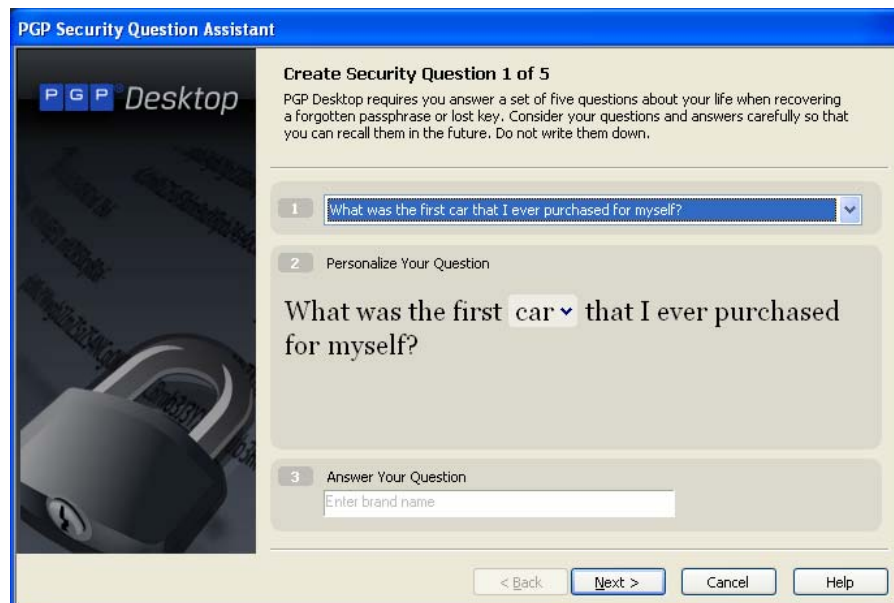 PGP Security Question Assistant
PGP Desktop
Create Security Question 1 of 5
PGP Desktop requires you answer a set of five questions about your life when recovering
a forgotten passphrase or lost key. Consider your questions and answers carefully so that
you can recall them in the future. Do not write them down.
1 What was the first car that I ever purchased for myself?
2 Personalize Your Question
What was the first car that I ever purchased
for myself?
3 Answer Your Question
Enter brand name
< Back Next > Cancel Help